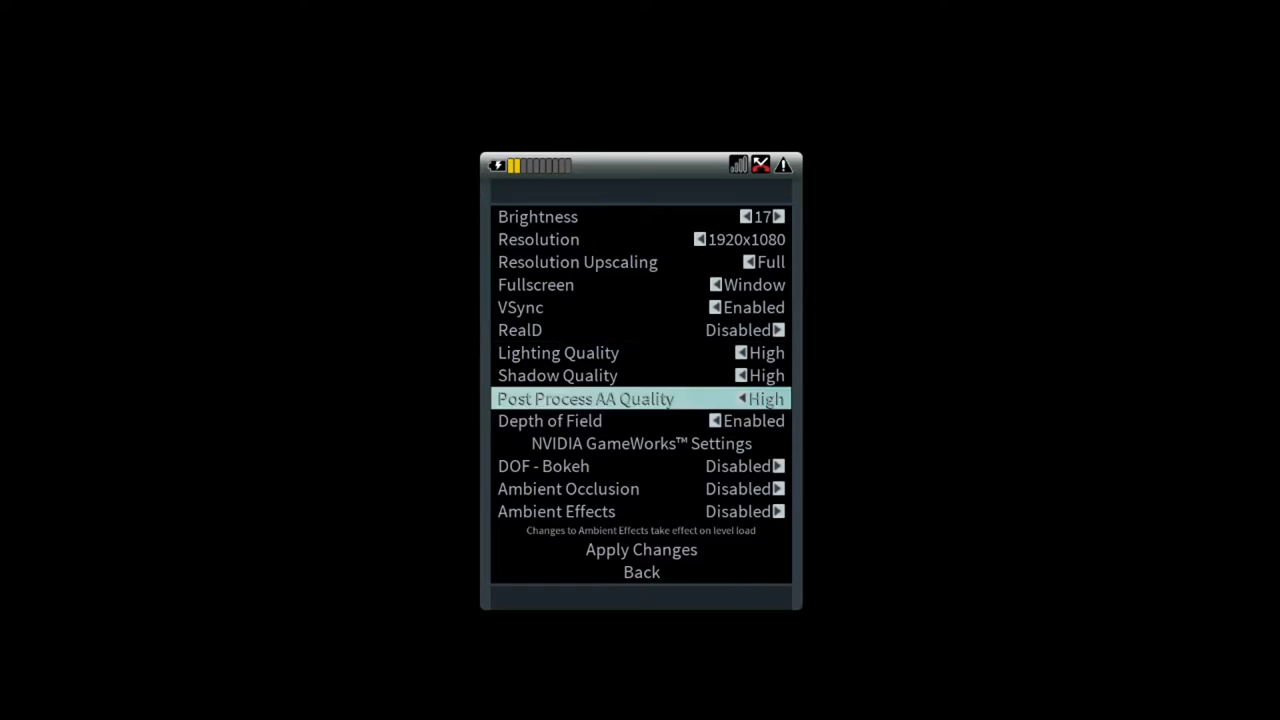 Brightness 17
Resolution 1920x1080
Resolution Upscaling Full
Fullscreen Window
VSync Enabled
RealD Disabled
Lighting Quality High
Shadow Quality High
Post Process AA Quality High
Depth of Field Enabled
NVIDIA GameWorks™ Settings
DOF - Bokeh Disabled
Ambient Occlusion Disabled
Ambient Effects Disabled
Changes to Ambient Effects take effect on level load
Apply Changes
Back